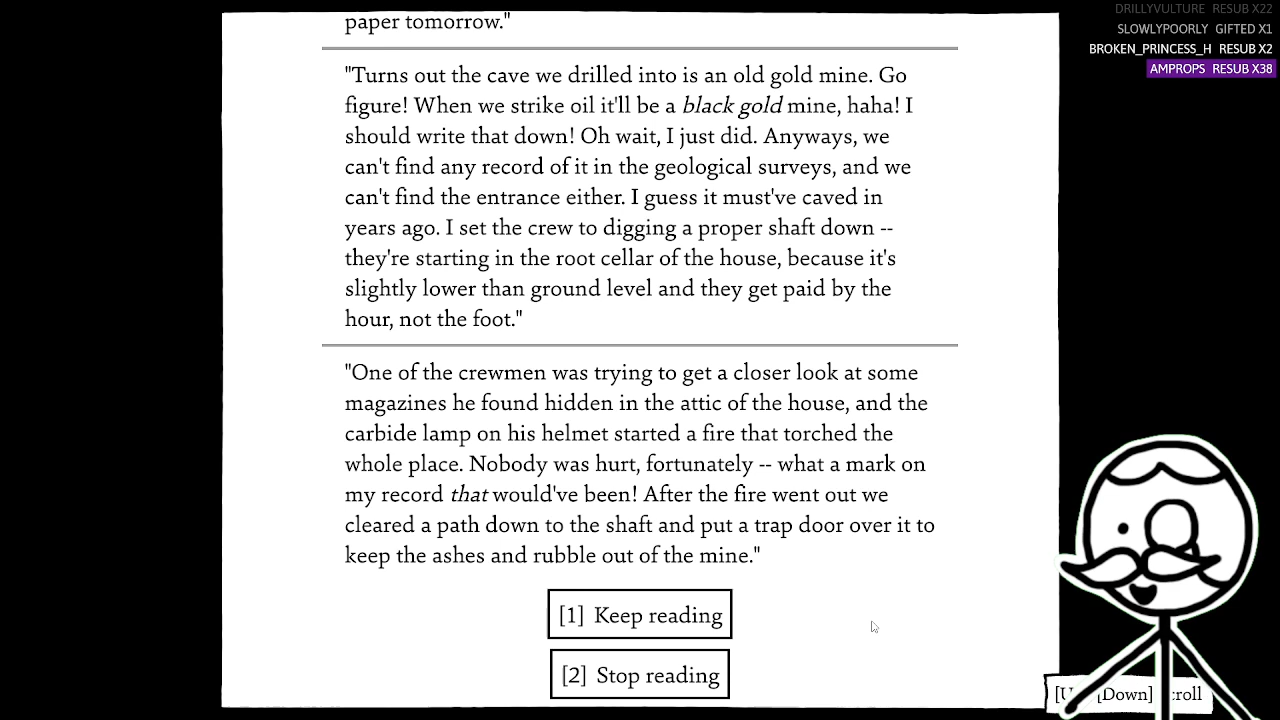 DRILLYVULTURE RESUB X22
SLOWLYPOORLY GIFTED X1
BROKEN_PRINCESS_H RESUB X2
AMPROPS RESUB X38
paper tomorrow."
"Turns out the cave we drilled into is an old gold mine. Go
figure! When we strike oil it'll be a black gold mine, haha! I
should write that down! Oh wait, I just did. Anyways, we
can't find any record of it in the geological surveys, and we
can't find the entrance either. I guess it must've caved in
years ago. I set the crew to digging a proper shaft down --
they're starting in the root cellar of the house, because it's
slightly lower than ground level and they get paid by the
hour, not the foot."
"One of the crewmen was trying to get a closer look at some
magazines he found hidden in the attic of the house, and the
carbide lamp on his helmet started a fire that torched the
whole place. Nobody was hurt, fortunately -- what a mark on
my record that would've been! After the fire went out we
cleared a path down to the shaft and put a trap door over it to
keep the ashes and rubble out of the mine."
[1] Keep reading
[2] Stop reading
[Down]